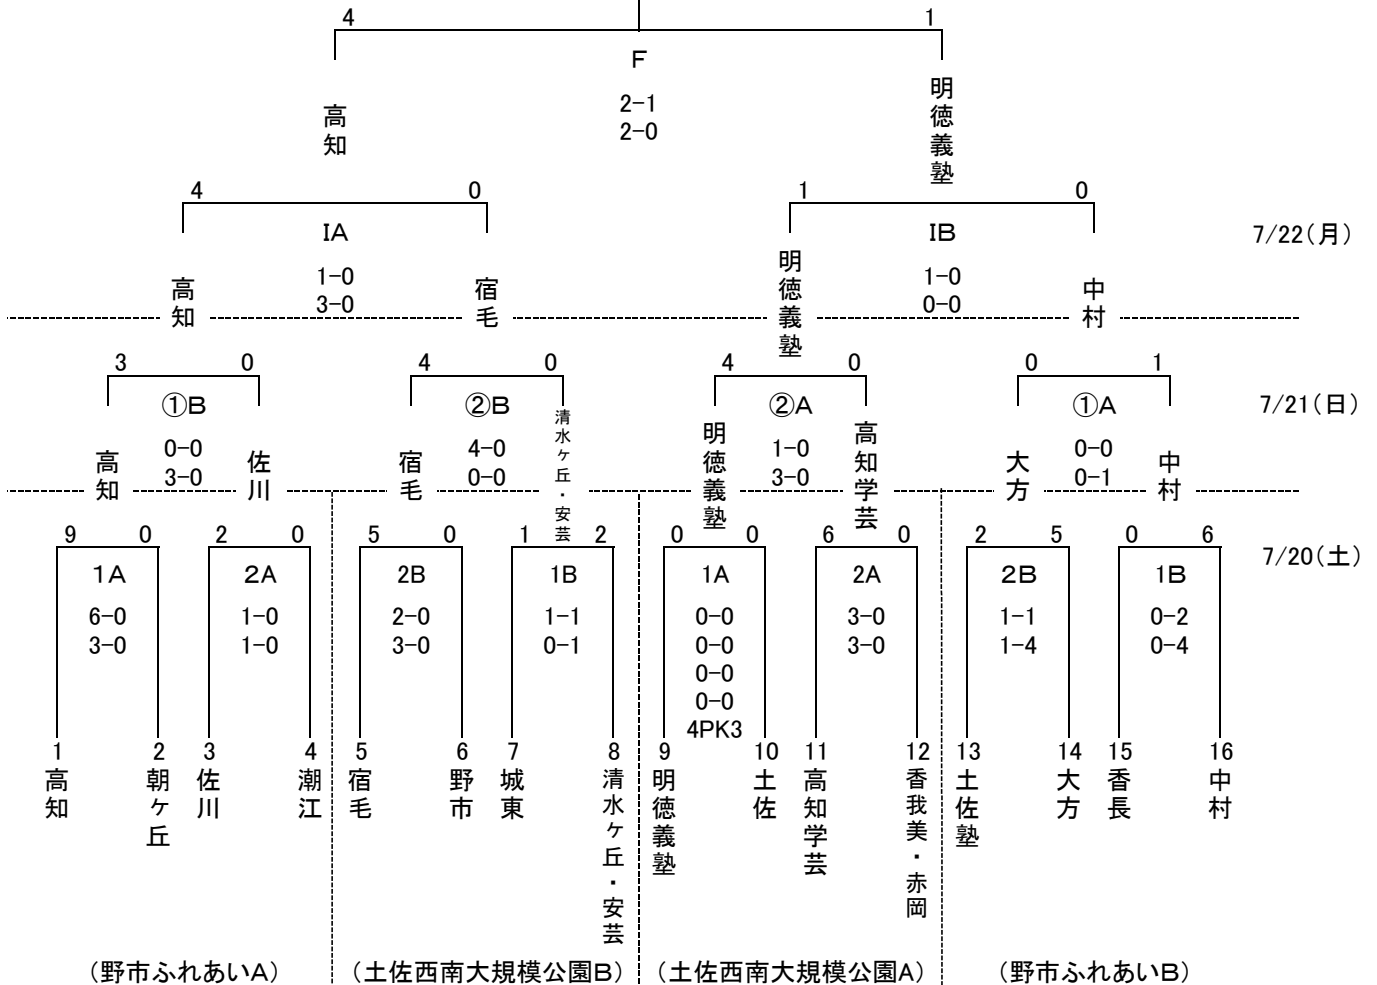 4 1
F
高知 2-1 明徳義塾
2-0
4 0 1 0
IA IB 7/22(月)
高知 1-0 宿毛 明徳義塾 1-0 中村
3-0 0-0
3 0 4 0 4 0 0 1
①B ②B ②A ①A 7/21(日)
高知 0-0 佐川 宿毛 4-0 清水ヶ丘・安芸 明徳義塾 1-0 高知学芸 大方 0-0 中村
3-0 0-0 3-0 0-1
9 0 2 0 5 0 1 2 0 0 6 0 2 5 0 6
1A 2A 2B 1B 1A 2A 2B 1B 7/20(土)
6-0 1-0 2-0 1-1 0-0 3-0 1-1 0-2
3-0 1-0 3-0 0-1 0-0 3-0 1-4 0-4
0-0
0-0
4PK3
1 2 3 4 5 6 7 8 9 10 11 12 13 14 15 16
高知 朝ヶ丘 佐川 潮江 宿毛 野市 城東 清水ヶ丘・安芸 明徳義塾 土佐 高知学芸 香我美・赤岡 土佐塾 大方 香長 中村
(野市ふれあいA) (土佐西南大規模公園B) (土佐西南大規模公園A) (野市ふれあいB)